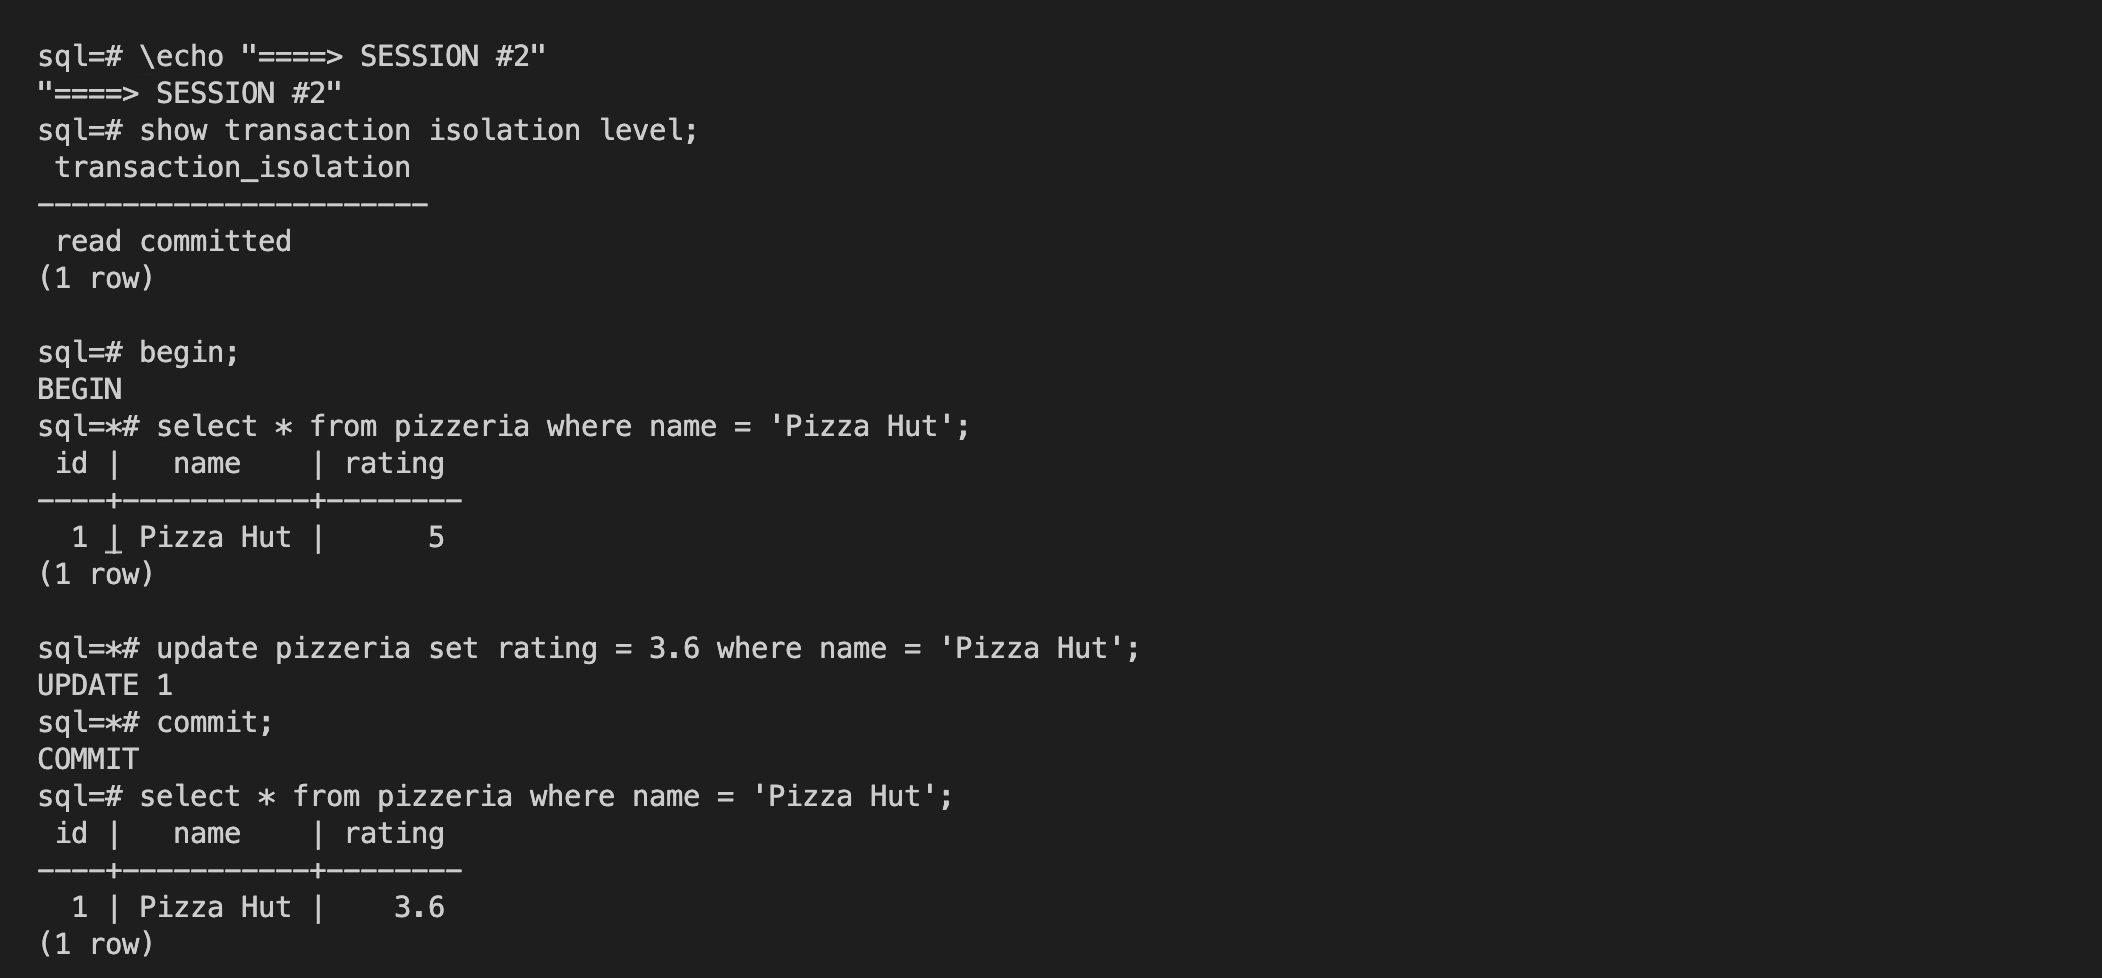 sql=# \echo "====> SESSION #2"
"====> SESSION #2"
sql=# show transaction isolation level;
 transaction_isolation
-----------------------
 read committed
(1 row)

sql=# begin;
BEGIN
sql=*# select * from pizzeria where name = 'Pizza Hut';
 id |   name    | rating
----+-----------+--------
  1 | Pizza Hut |      5
(1 row)

sql=*# update pizzeria set rating = 3.6 where name = 'Pizza Hut';
UPDATE 1
sql=*# commit;
COMMIT
sql=# select * from pizzeria where name = 'Pizza Hut';
 id |   name    | rating
----+-----------+--------
  1 | Pizza Hut |    3.6
(1 row)